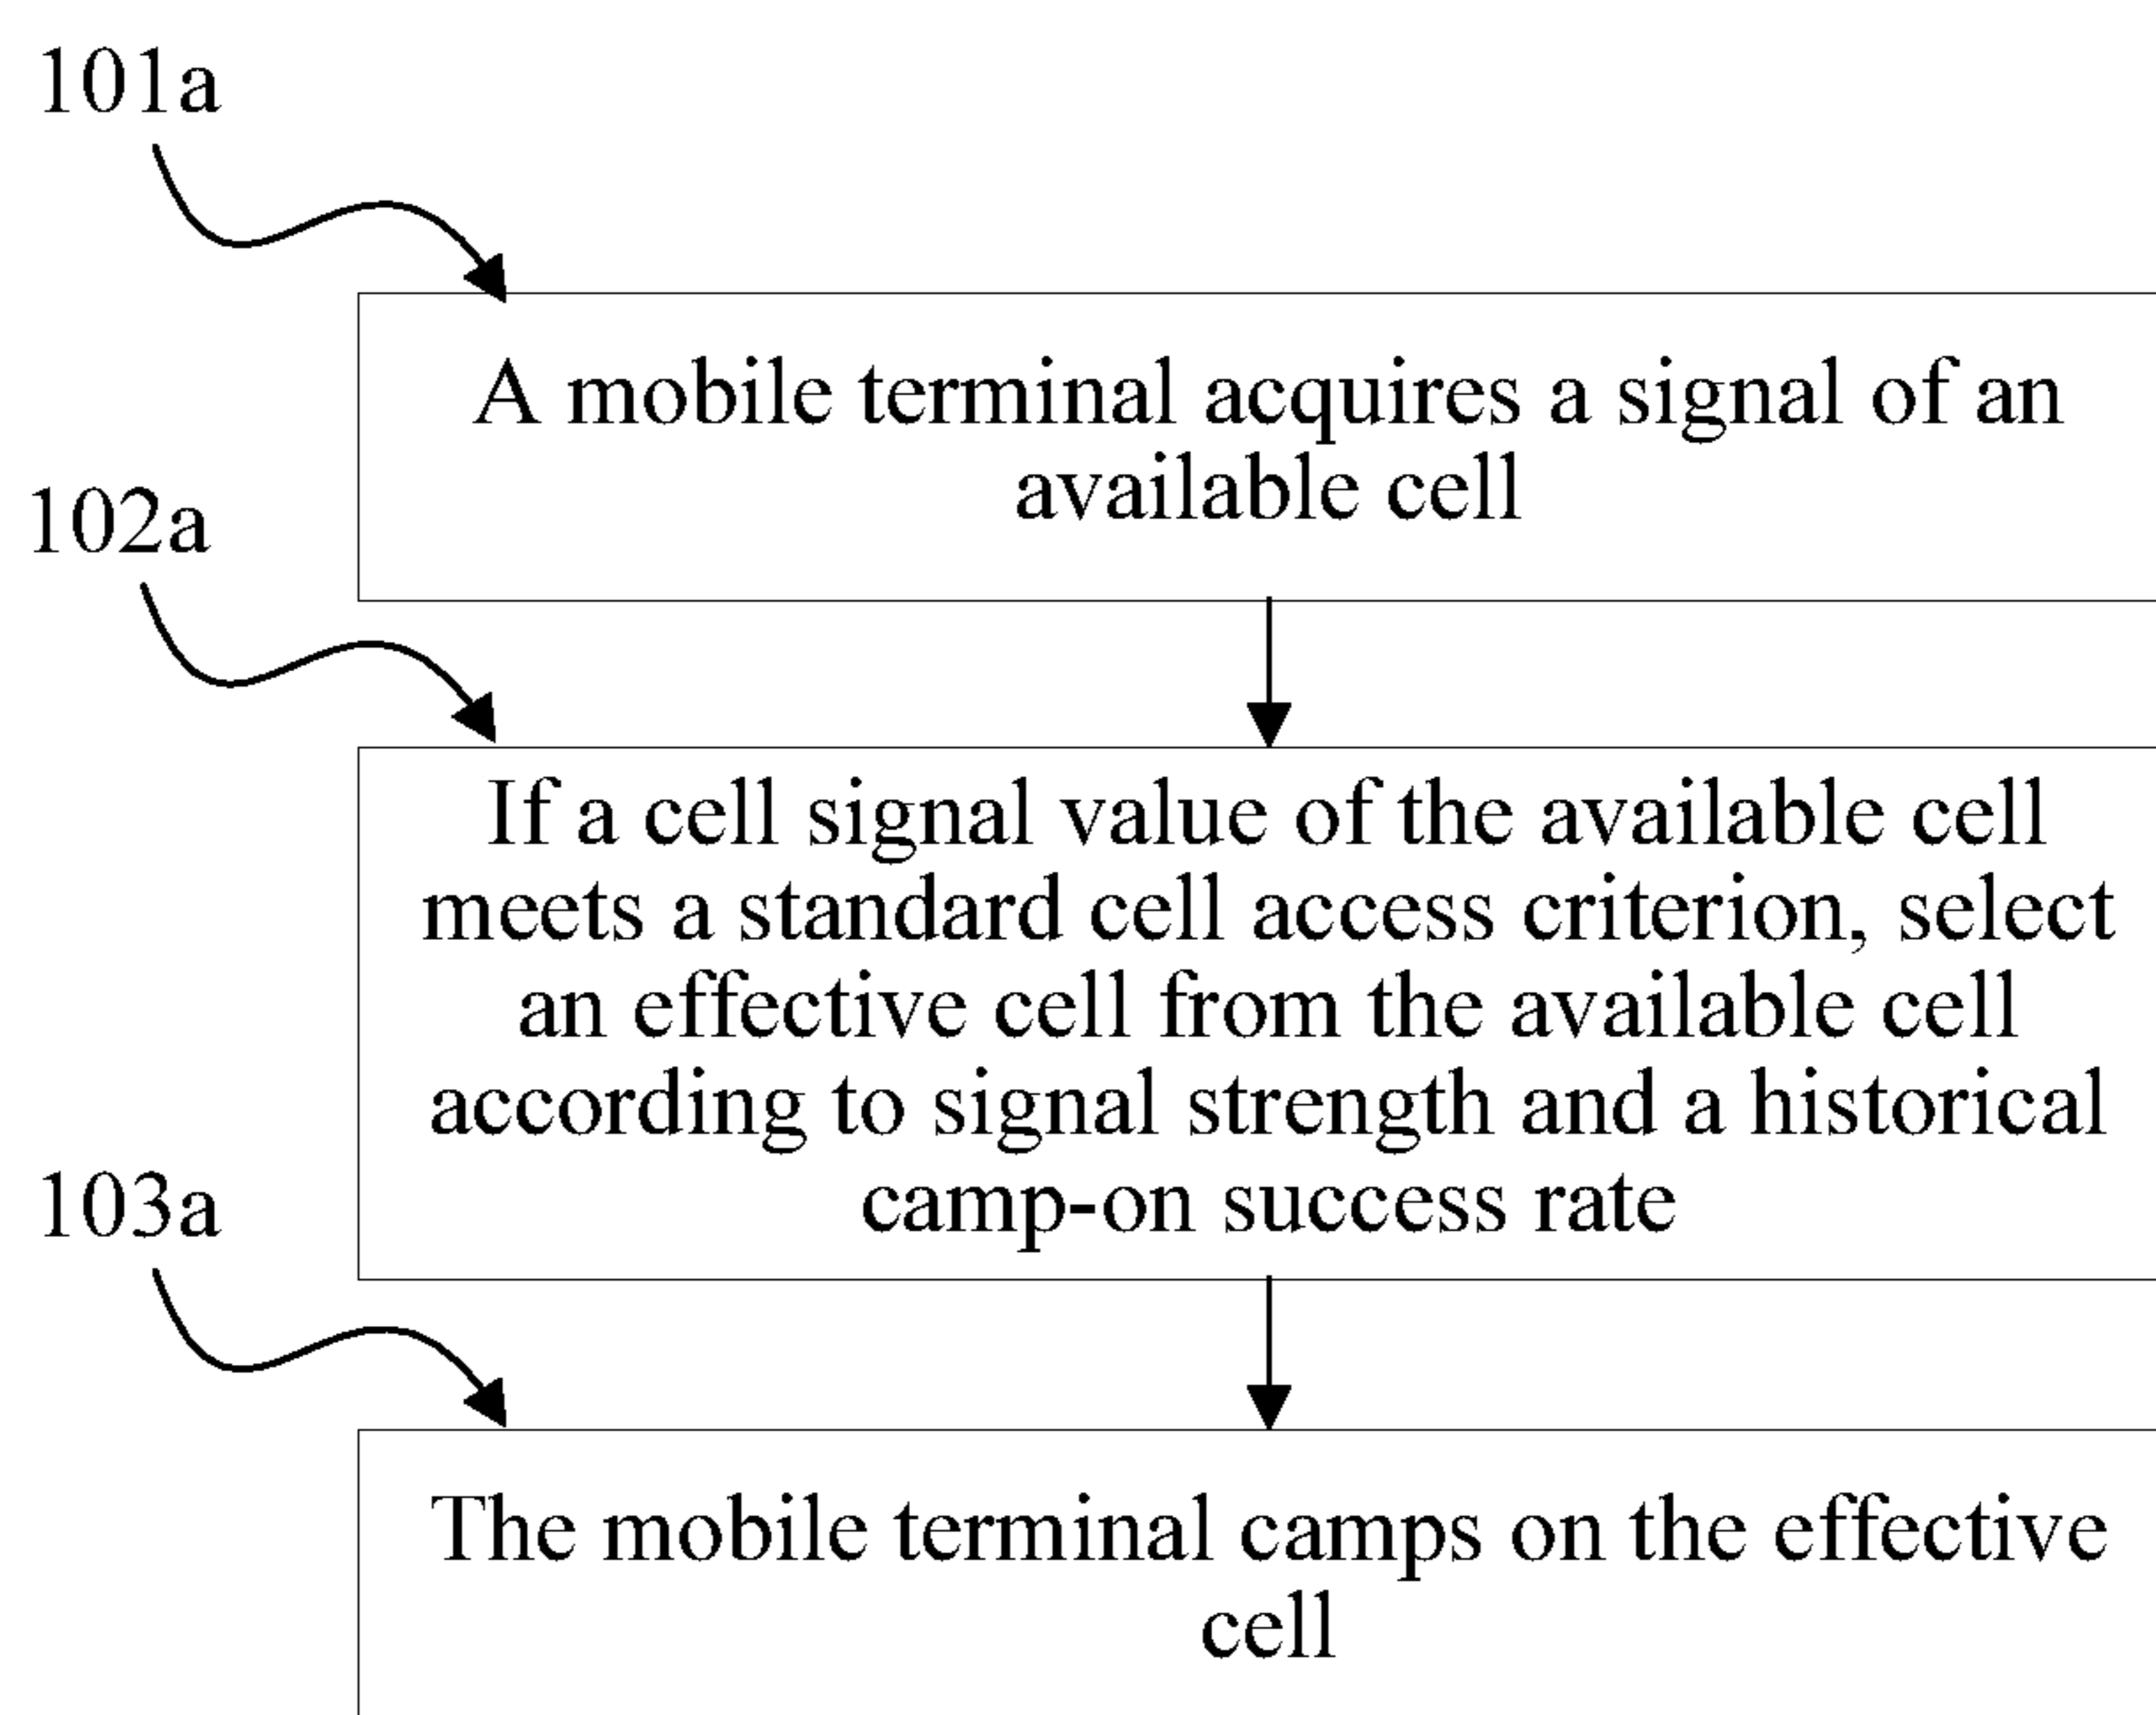 101a
A mobile terminal acquires a signal of an
available cell
102a
If a cell signal value of the available cell
meets a standard cell access criterion, select
an effective cell from the available cell
according to signal strength and a historical
camp-on success rate
103a
The mobile terminal camps on the effective
cell